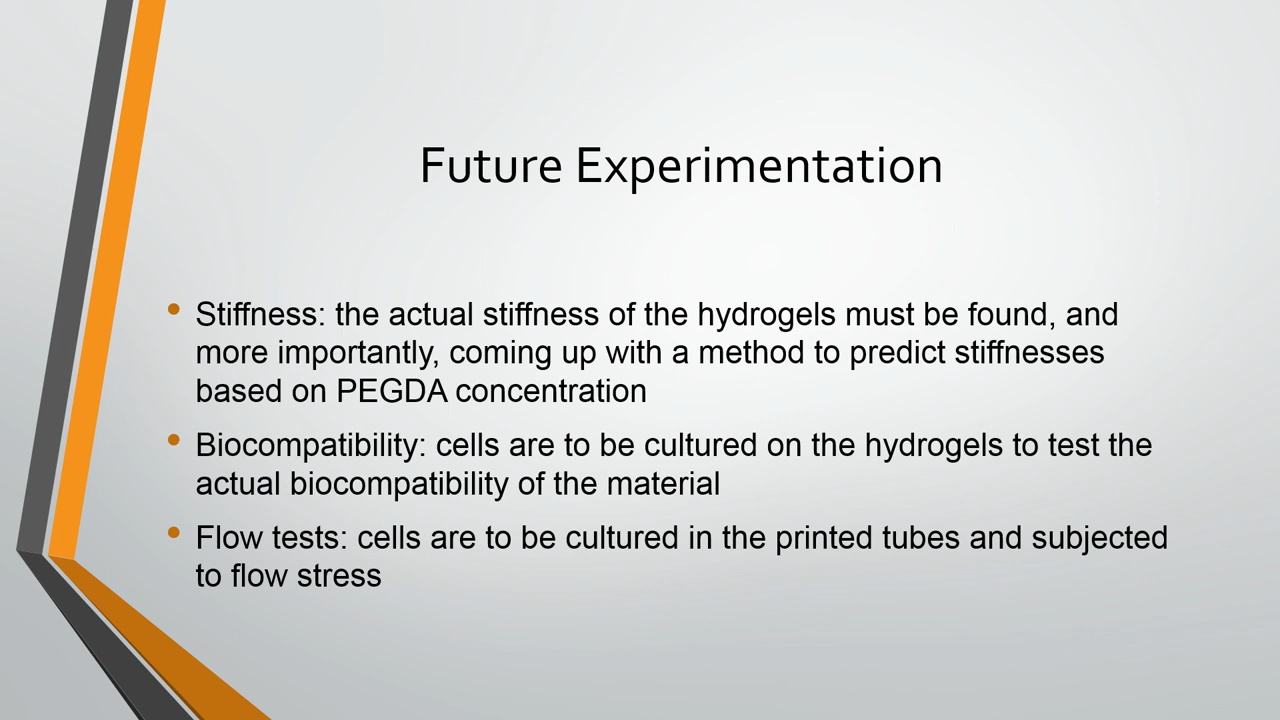 Future Experimentation
• Stiffness: the actual stiffness of the hydrogels must be found, and
more importantly, coming up with a method to predict stiffnesses
based on PEGDA concentration
• Biocompatibility: cells are to be cultured on the hydrogels to test the
actual biocompatibility of the material
• Flow tests: cells are to be cultured in the printed tubes and subjected
to flow stress